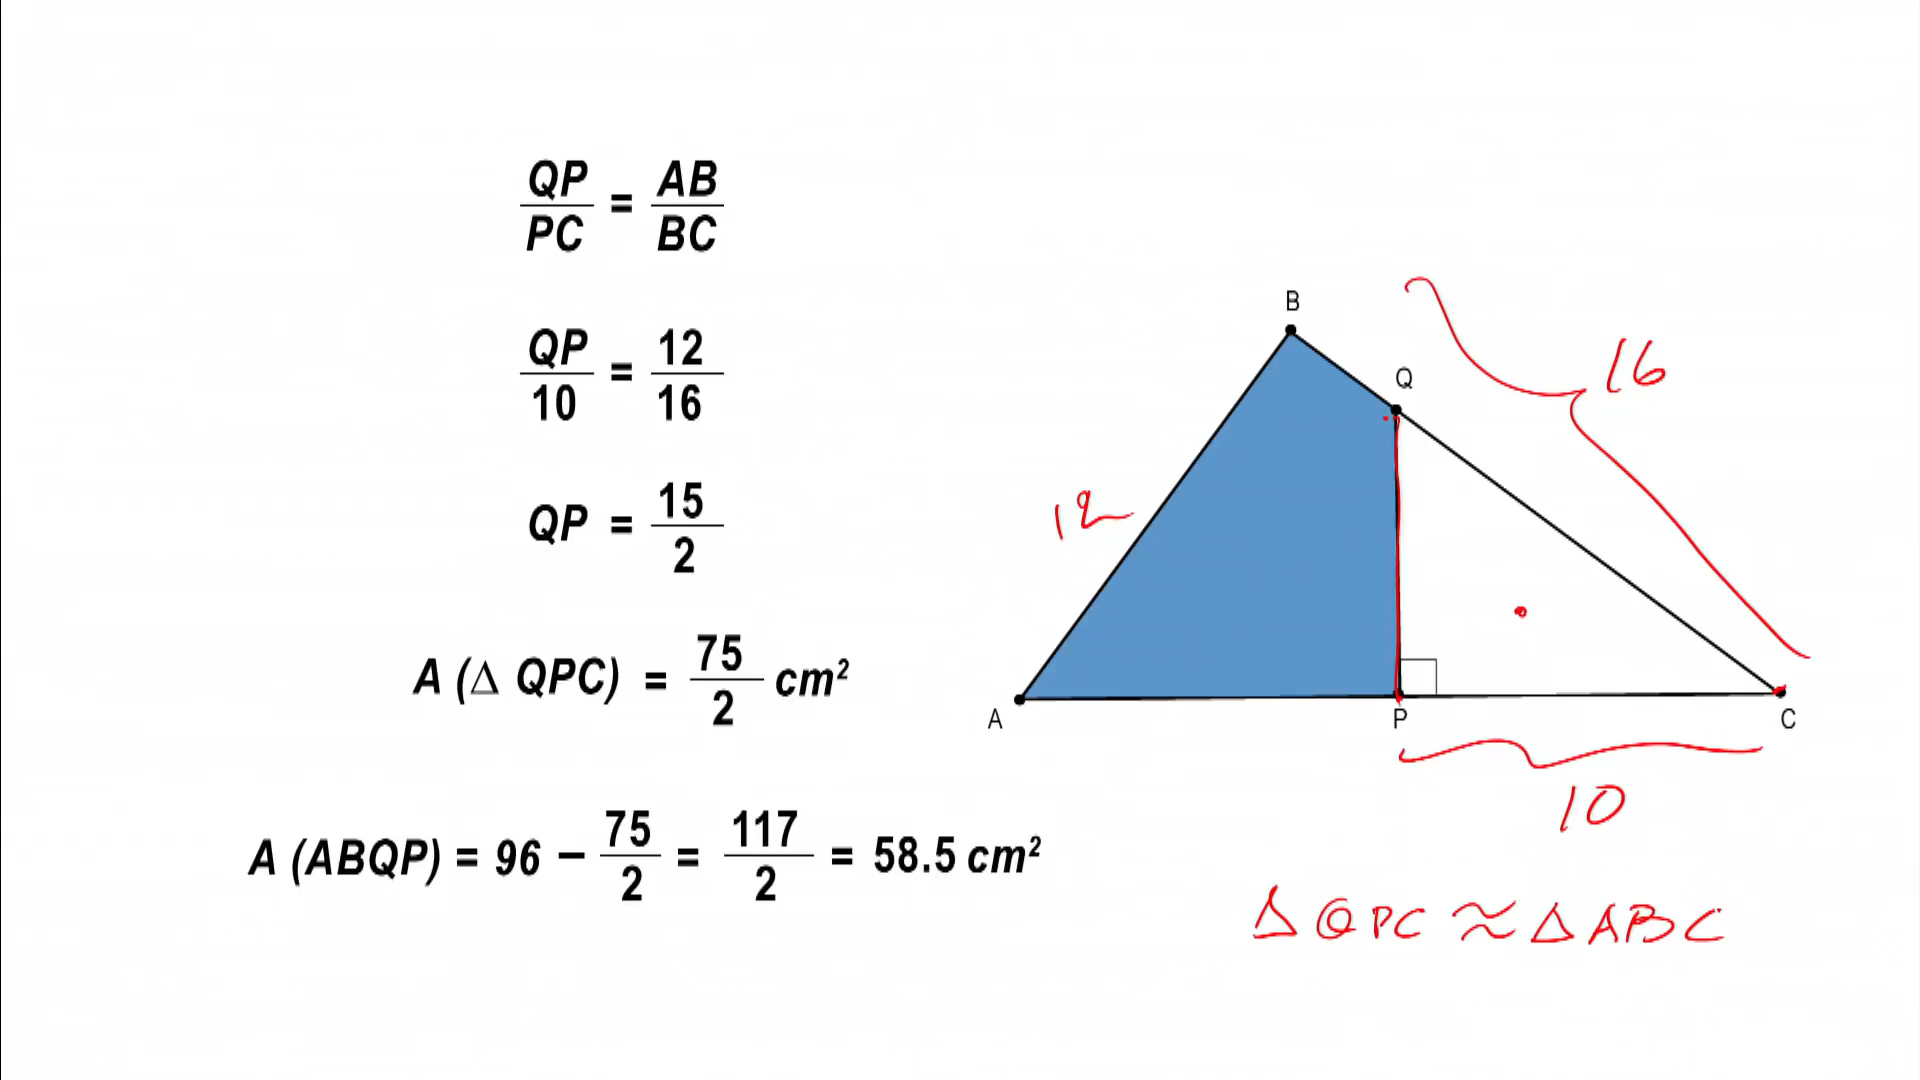 QP/PC = AB/BC
QP/10 = 12/16
QP = 15/2
A (Δ QPC) = 75/2 cm²
A (ABQP) = 96 − 75/2 = 117/2 = 58.5 cm²
B
Q
16
12
A
P
C
10
Δ QPC ≈ Δ ABC